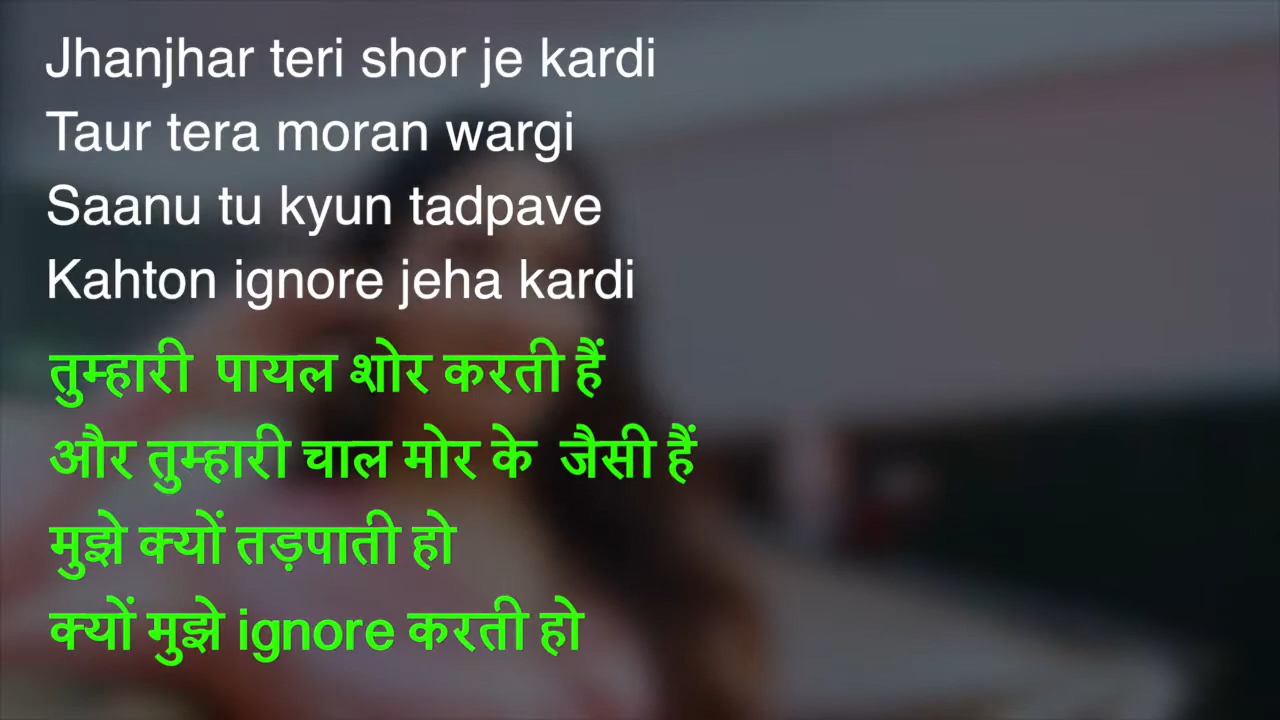 Jhanjhar teri shor je kardi
Taur tera moran wargi
Saanu tu kyun tadpave
Kahton ignore jeha kardi
तुम्हारी पायल शोर करती हैं
और तुम्हारी चाल मोर के जैसी हैं
मुझे क्यों तड़पाती हो
क्यों मुझे ignore करती हो